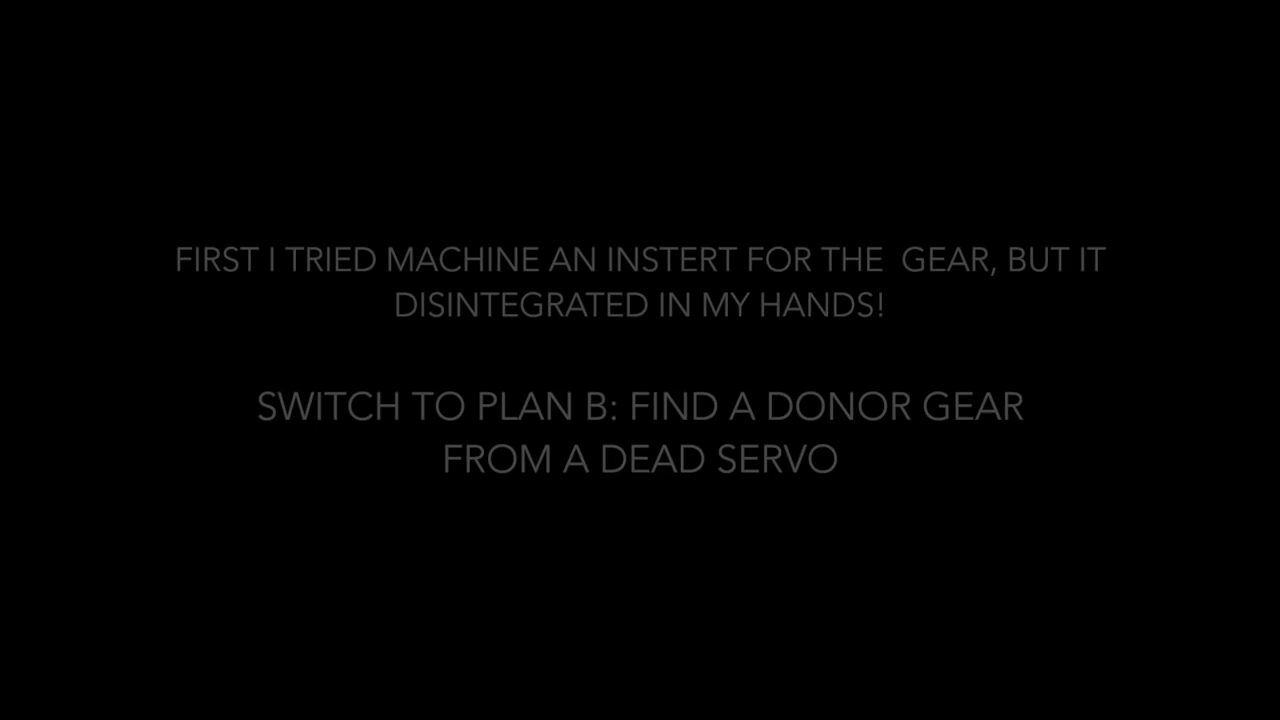 FIRST I TRIED MACHINE AN INSTERT FOR THE  GEAR, BUT IT
DISINTEGRATED IN MY HANDS!
SWITCH TO PLAN B: FIND A DONOR GEAR
FROM A DEAD SERVO